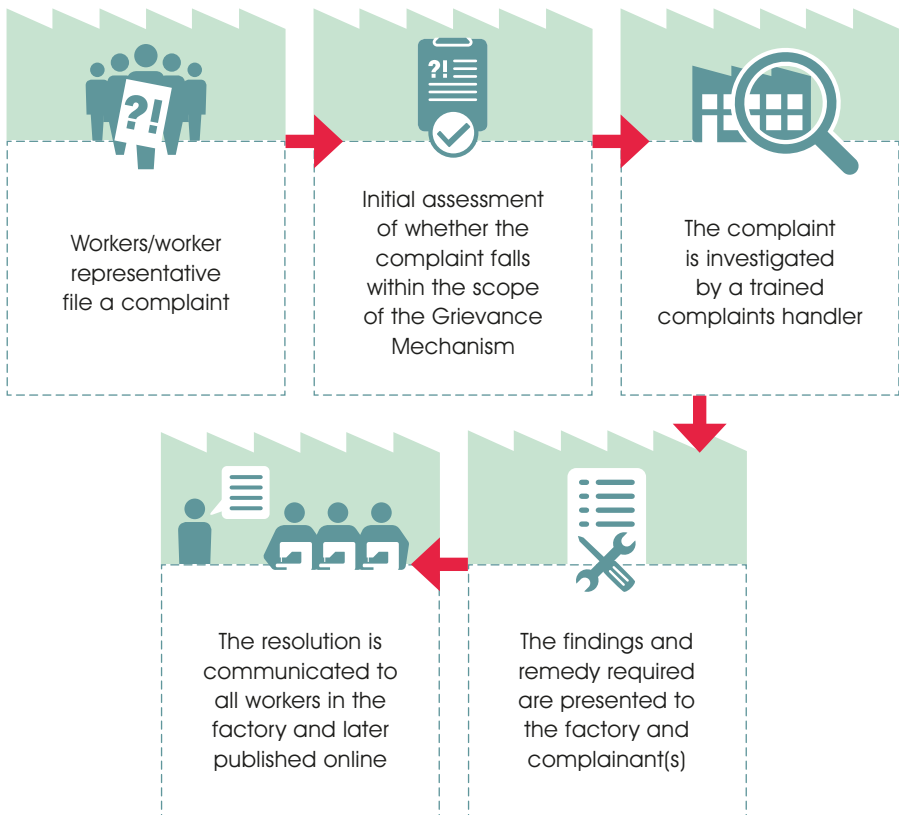 ?!
Workers/worker
representative
file a complaint
?!
Initial assessment
of whether the
complaint falls
within the scope
of the Grievance
Mechanism
The complaint
is investigated
by a trained
complaints handler
The findings and
remedy required
are presented to
the factory and
complainant(s)
The resolution is
communicated to
all workers in the
factory and later
published online